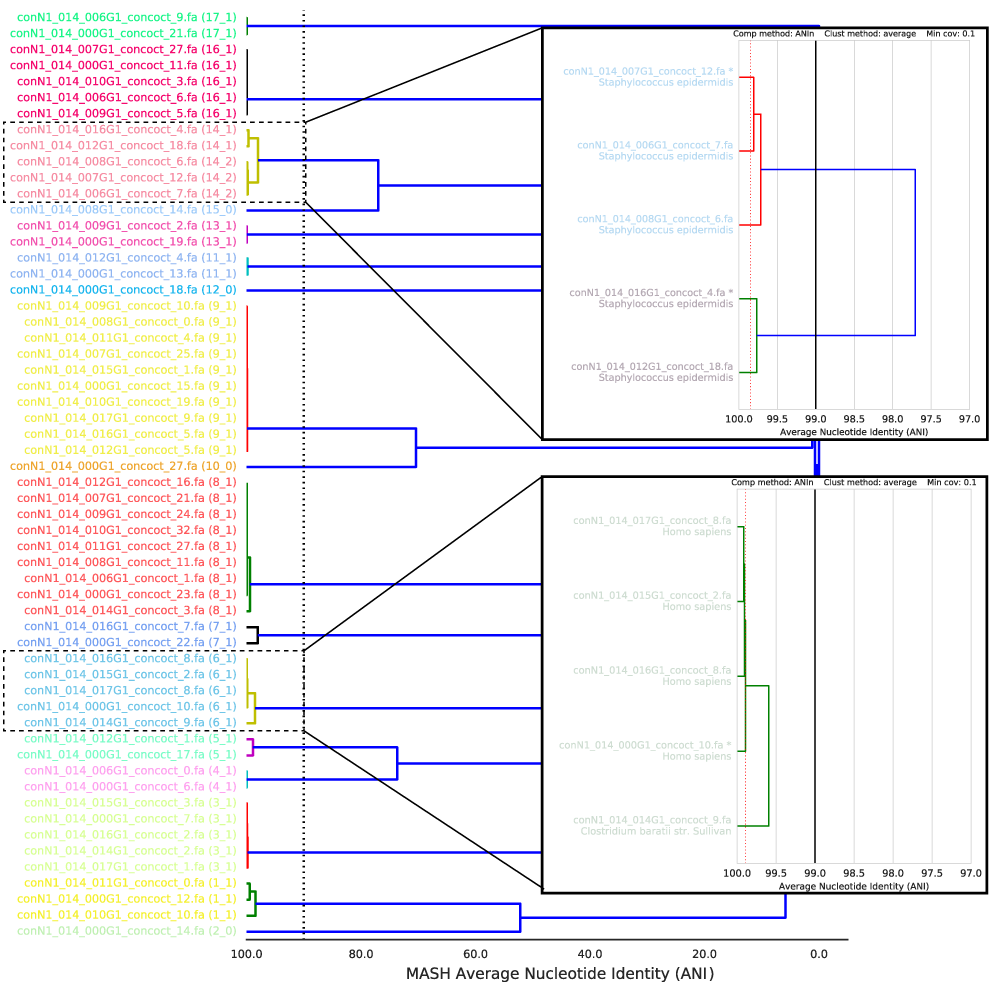 conN1_014_006G1_concoct_9.fa (17_1)
conN1_014_000G1_concoct_21.fa (17_1)
conN1_014_007G1_concoct_27.fa (16_1)
conN1_014_000G1_concoct_11.fa (16_1)
conN1_014_010G1_concoct_3.fa (16_1)
conN1_014_006G1_concoct_6.fa (16_1)
conN1_014_009G1_concoct_5.fa (16_1)
conN1_014_016G1_concoct_4.fa (14_1)
conN1_014_012G1_concoct_18.fa (14_1)
conN1_014_008G1_concoct_6.fa (14_2)
conN1_014_007G1_concoct_12.fa (14_2)
conN1_014_006G1_concoct_7.fa (14_2)
conN1_014_008G1_concoct_14.fa (15_0)
conN1_014_009G1_concoct_2.fa (13_1)
conN1_014_000G1_concoct_19.fa (13_1)
conN1_014_012G1_concoct_4.fa (11_1)
conN1_014_000G1_concoct_13.fa (11_1)
conN1_014_000G1_concoct_18.fa (12_0)
conN1_014_009G1_concoct_10.fa (9_1)
conN1_014_008G1_concoct_0.fa (9_1)
conN1_014_011G1_concoct_4.fa (9_1)
conN1_014_007G1_concoct_25.fa (9_1)
conN1_014_015G1_concoct_1.fa (9_1)
conN1_014_000G1_concoct_15.fa (9_1)
conN1_014_010G1_concoct_19.fa (9_1)
conN1_014_017G1_concoct_9.fa (9_1)
conN1_014_016G1_concoct_5.fa (9_1)
conN1_014_012G1_concoct_5.fa (9_1)
conN1_014_000G1_concoct_27.fa (10_0)
conN1_014_012G1_concoct_16.fa (8_1)
conN1_014_007G1_concoct_21.fa (8_1)
conN1_014_009G1_concoct_24.fa (8_1)
conN1_014_010G1_concoct_32.fa (8_1)
conN1_014_011G1_concoct_27.fa (8_1)
conN1_014_008G1_concoct_11.fa (8_1)
conN1_014_006G1_concoct_1.fa (8_1)
conN1_014_000G1_concoct_23.fa (8_1)
conN1_014_014G1_concoct_3.fa (8_1)
conN1_014_016G1_concoct_7.fa (7_1)
conN1_014_000G1_concoct_22.fa (7_1)
conN1_014_016G1_concoct_8.fa (6_1)
conN1_014_015G1_concoct_2.fa (6_1)
conN1_014_017G1_concoct_8.fa (6_1)
conN1_014_000G1_concoct_10.fa (6_1)
conN1_014_014G1_concoct_9.fa (6_1)
conN1_014_012G1_concoct_1.fa (5_1)
conN1_014_000G1_concoct_17.fa (5_1)
conN1_014_006G1_concoct_0.fa (4_1)
conN1_014_000G1_concoct_6.fa (4_1)
conN1_014_015G1_concoct_3.fa (3_1)
conN1_014_000G1_concoct_7.fa (3_1)
conN1_014_016G1_concoct_2.fa (3_1)
conN1_014_014G1_concoct_2.fa (3_1)
conN1_014_017G1_concoct_1.fa (3_1)
conN1_014_011G1_concoct_0.fa (1_1)
conN1_014_000G1_concoct_12.fa (1_1)
conN1_014_010G1_concoct_10.fa (1_1)
conN1_014_000G1_concoct_14.fa (2_0)
100.0 80.0 60.0 40.0 20.0 0.0
MASH Average Nucleotide Identity (ANI)
Comp method: ANIn Clust method: average Min cov: 0.1
conN1_014_007G1_concoct_12.fa *
Staphylococcus epidermidis
conN1_014_006G1_concoct_7.fa
Staphylococcus epidermidis
conN1_014_008G1_concoct_6.fa
Staphylococcus epidermidis
conN1_014_016G1_concoct_4.fa *
Staphylococcus epidermidis
conN1_014_012G1_concoct_18.fa
Staphylococcus epidermidis
100.0 99.5 99.0 98.5 98.0 97.5 97.0
Average Nucleotide Identity (ANI)
Comp method: ANIn Clust method: average Min cov: 0.1
conN1_014_017G1_concoct_8.fa
Homo sapiens
conN1_014_015G1_concoct_2.fa
Homo sapiens
conN1_014_016G1_concoct_8.fa
Homo sapiens
conN1_014_000G1_concoct_10.fa *
Homo sapiens
conN1_014_014G1_concoct_9.fa
Clostridium baratii str. Sullivan
100.0 99.5 99.0 98.5 98.0 97.5 97.0
Average Nucleotide Identity (ANI)